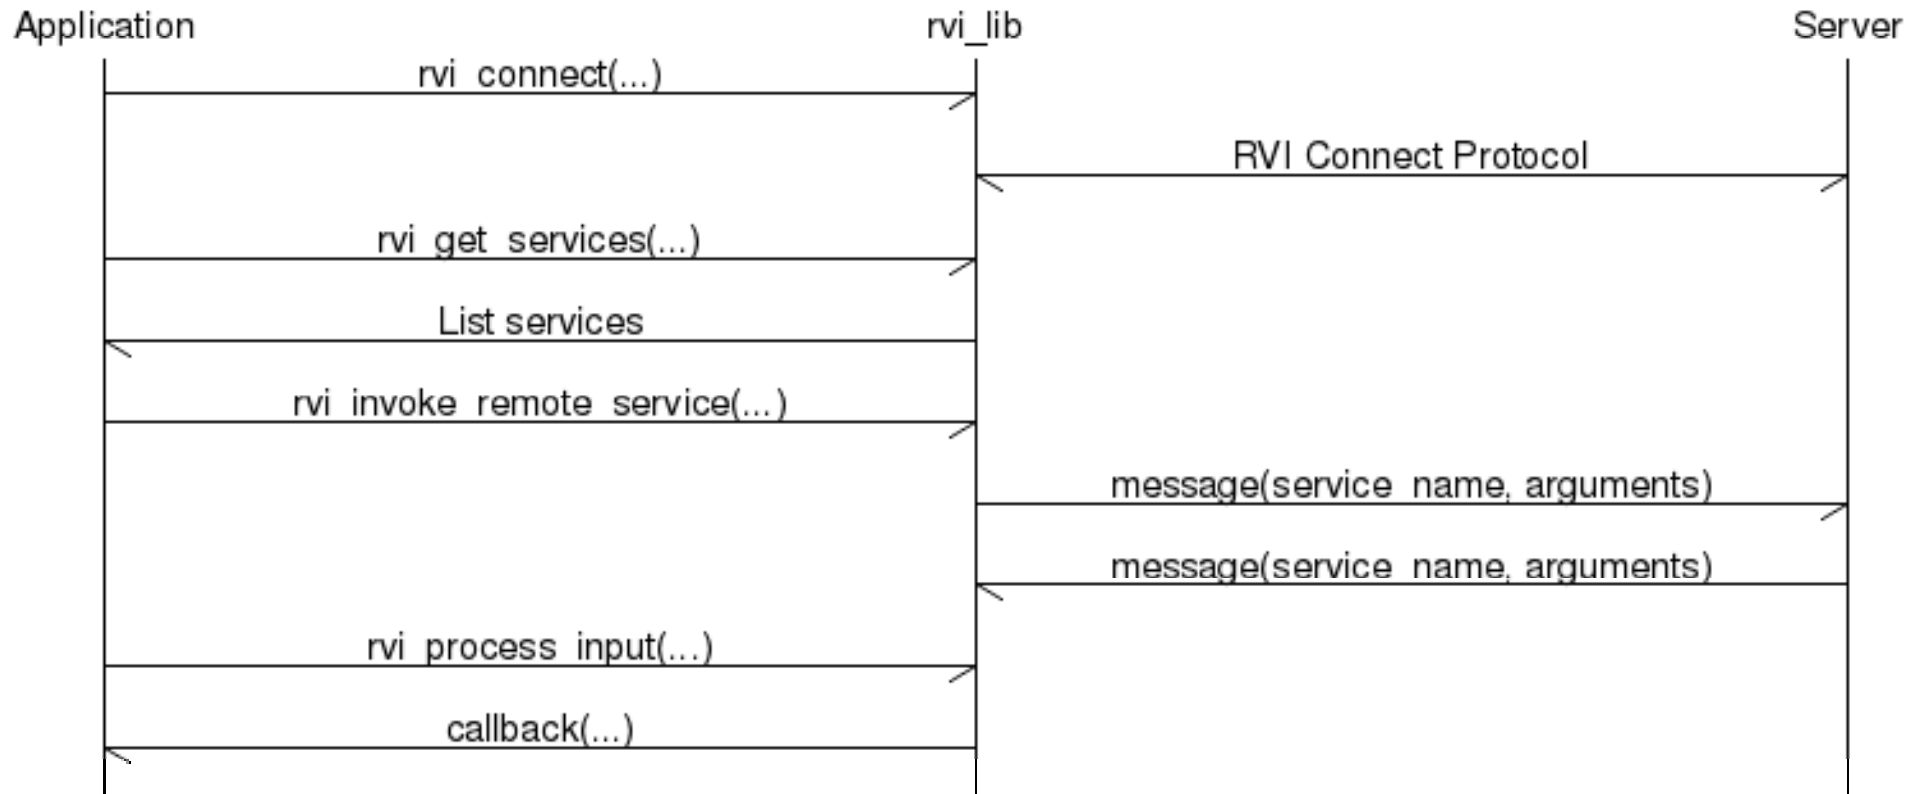 Application rvi_lib Server
rvi_connect(...)
RVI Connect Protocol
rvi_get_services(...)
List services
rvi_invoke_remote_service(...)
message(service_name, arguments)
message(service_name, arguments)
rvi_process_input(...)
callback(...)